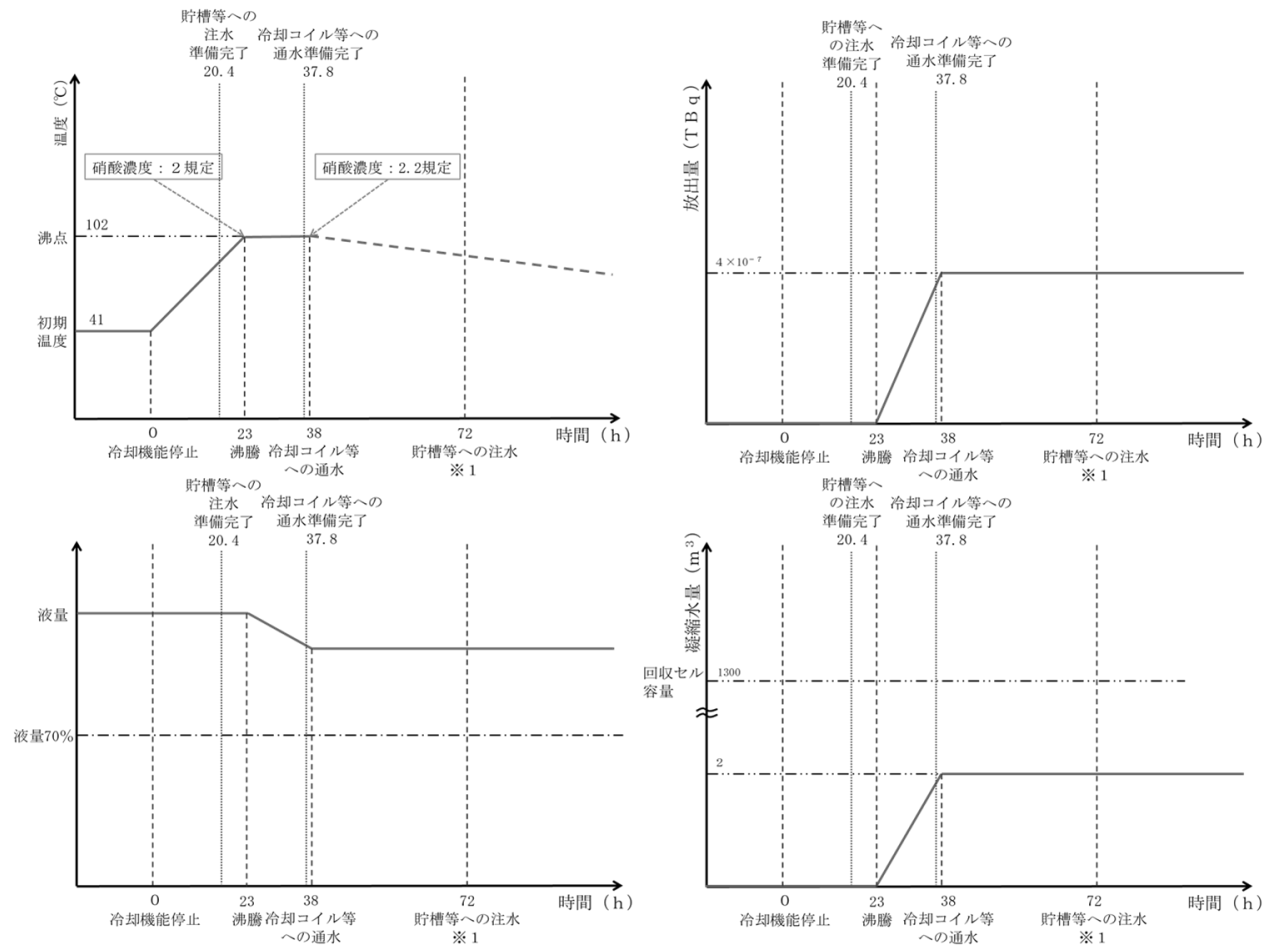 貯槽等への
注水
準備完了
20.4
冷却コイル等への
通水準備完了
37.8
温度（℃）
硝酸濃度：２規定
硝酸濃度：2.2規定
沸点
102
初期
温度
41
0
23
38
72
時間（ｈ）
冷却機能停止
沸騰
冷却コイル等
への通水
貯槽等への注水
※１
貯槽等へ
の注水
準備完了
20.4
冷却コイル等への
通水準備完了
37.8
放出量（ＴＢｑ）
4×10⁻⁷
0
23
38
72
時間（ｈ）
冷却機能停止
沸騰
冷却コイル等
への通水
貯槽等への注水
※１
貯槽等への
注水
準備完了
20.4
冷却コイル等への
通水準備完了
37.8
液量
液量70%
0
23
38
72
時間（ｈ）
冷却機能停止
沸騰
冷却コイル等
への通水
貯槽等への注水
※１
貯槽等へ
の注水
準備完了
20.4
冷却コイル等への
通水準備完了
37.8
凝縮水量（ｍ³）
回収セル
容量
1300
2
0
23
38
72
時間（ｈ）
冷却機能停止
沸騰
冷却コイル等
への通水
貯槽等への注水
※１